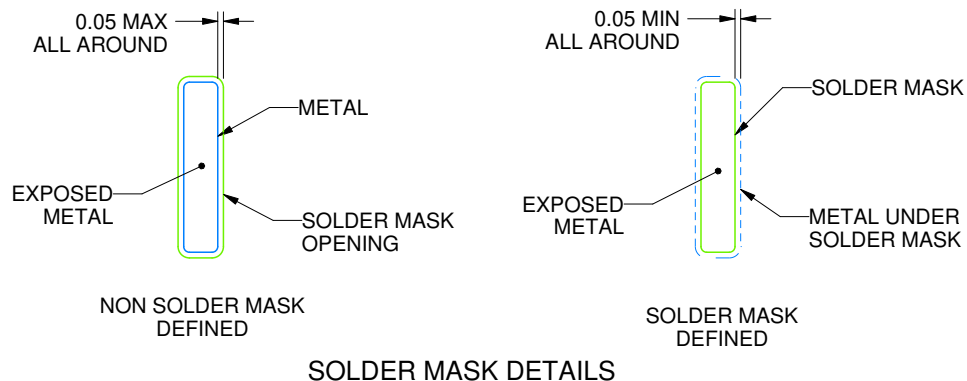 0.05 MAX
ALL AROUND
METAL
EXPOSED
METAL
SOLDER MASK
OPENING
NON SOLDER MASK
DEFINED
0.05 MIN
ALL AROUND
SOLDER MASK
EXPOSED
METAL
METAL UNDER
SOLDER MASK
SOLDER MASK
DEFINED
SOLDER MASK DETAILS